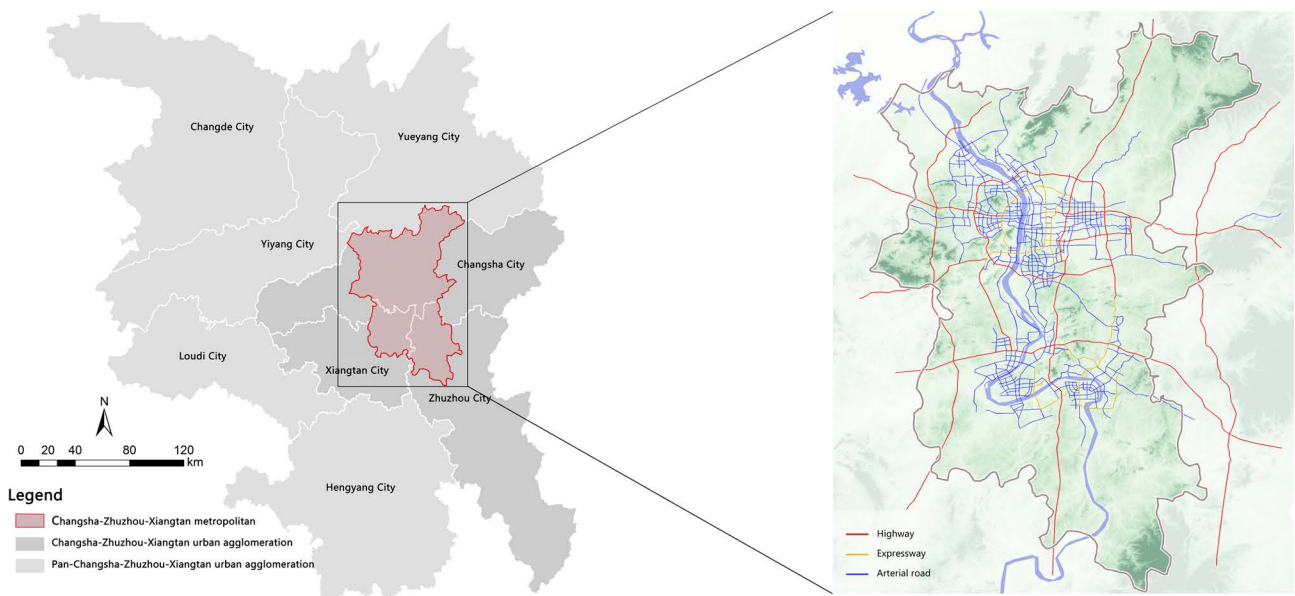 Changde City
Yueyang City
Yiyang City
Changsha City
Loudi City
Xiangtan City
Zhuzhou City
Hengyang City
N
0 20 40 80 120
km
Legend
Changsha-Zhuzhou-Xiangtan metropolitan
Changsha-Zhuzhou-Xiangtan urban agglomeration
Pan-Changsha-Zhuzhou-Xiangtan urban agglomeration
Highway
Expressway
Arterial road